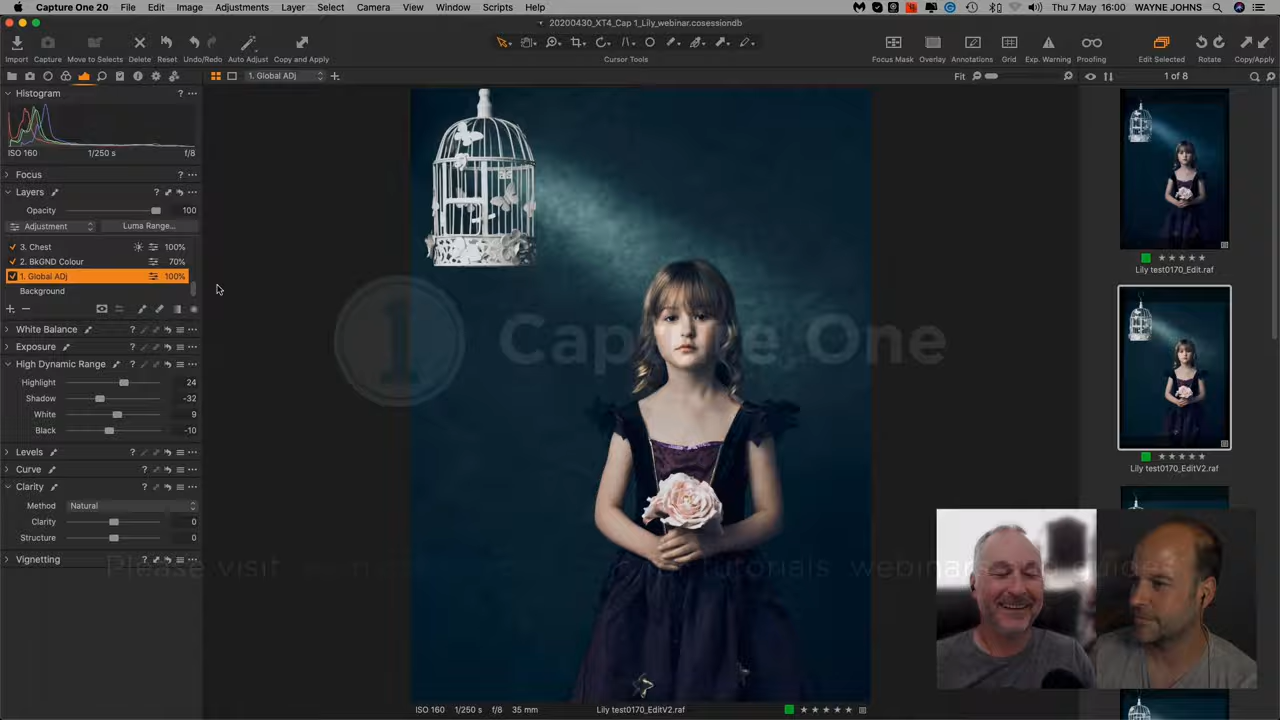 Capture One 20 File Edit Image Adjustments Layer Select Camera View Window Scripts Help Thu 7 May 16:00 WAYNE JOHNS
20200430_XT4_Cap 1_Lily_webinar.cosessiondb
Import Capture Move to Selects Delete Reset Undo/Redo Auto Adjust Copy and Apply Cursor Tools Focus Mask Overlay Annotations Grid Exp. Warning Proofing Edit Selected Rotate Copy/Apply
1. Global ADj Fit 1 of 8
Histogram
ISO 160 1/250 s f/8
Focus
Layers
Opacity 100
Adjustment Luma Range...
3. Chest 100%
2. BkGND Colour 70%
1. Global ADj 100%
Background
White Balance
Exposure
High Dynamic Range
Highlight 24
Shadow -32
White 9
Black -10
Levels
Curve
Clarity
Method Natural
Clarity 0
Structure 0
Vignetting
1 Capture One
Please visit tutorials webinars guides
ISO 160 1/250 s f/8 35 mm Lily test0170_EditV2.raf
Lily test0170_Edit.raf
Lily test0170_EditV2.raf